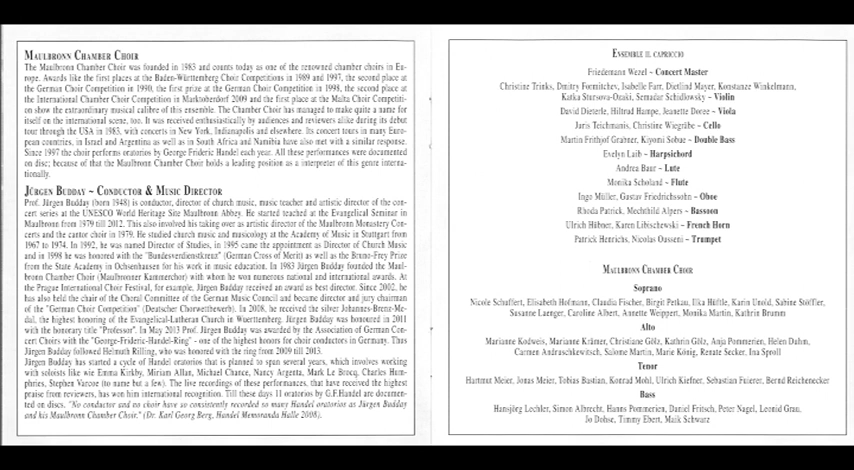 MAULBRONN CHAMBER CHOIR
The Maulbronn Chamber Choir was founded in 1983 and counts today as one of the renowned chamber choirs in Eu-
rope. Awards like the first places at the Baden-Württemberg Choir Competitions in 1989 and 1997, the second place at
the German Choir Competition in 1990, the first prize at the German Choir Competition in 1998, the second place at
the International Chamber Choir Competition in Marktoberdorf 2009 and the first place at the Malta Choir Competiti-
on show the extraordinary musical calibre of this ensemble. The Chamber Choir has managed to make quite a name for
itself on the international scene, too. It was received enthusiastically by audiences and reviewers alike during its debut
tour through the USA in 1983, with concerts in New York, Indianapolis and elsewhere. Its concert tours in many Euro-
pean countries, in Israel and Argentina as well as in South Africa and Namibia have also met with a similar response.
Since 1997 the choir performs oratorios by George Frideric Handel each year. All these performances were documented
on disc; because of that the Maulbronn Chamber Choir holds a leading position as a interpreter of this genre interna-
tionally.
JÜRGEN BUDDAY ~ CONDUCTOR & MUSIC DIRECTOR
Prof. Jürgen Budday (born 1948) is conductor, director of church music, music teacher and artistic director of the con-
cert series at the UNESCO World Heritage Site Maulbronn Abbey. He started teached at the Evangelical Seminar in
Maulbronn from 1979 till 2012. This also involved his taking over as artistic director of the Maulbronn Monastery Con-
certs and the cantor choir in 1979. He studied church music and musicology at the Academy of Music in Stuttgart from
1967 to 1974. In 1992, he was named Director of Studies, in 1995 came the appointment as Director of Church Music
and in 1998 he was honored with the "Bundesverdienstkreuz" (German Cross of Merit) as well as the Bruno-Frey Prize
from the State Academy in Ochsenhausen for his work in music education. In 1983 Jürgen Budday founded the Maul-
bronn Chamber Choir (Maulbronner Kammerchor) with whom he won numerous national and international awards. At
the Prague International Choir Festival, for example, Jürgen Budday received an award as best director. Since 2002, he
has also held the chair of the Choral Committee of the German Music Council and became director and jury chairman
of the "German Choir Competition" (Deutscher Chorwettbewerb). In 2008, he received the silver Johannes-Brenz-Me-
dal, the highest honoring of the Evangelical-Lutheran Church in Wuerttemberg. Jürgen Budday was honoured in 2011
with the honorary title "Professor". In May 2013 Prof. Jürgen Budday was awarded by the Association of German Con-
cert Choirs with the "George-Frideric-Handel-Ring" - one of the highest honors for choir conductors in Germany. Thus
Jürgen Budday followed Helmuth Rilling, who was honored with the ring from 2009 till 2013.
Jürgen Budday has started a cycle of Handel oratorios that is planned to span several years, which involves working
with soloists like wie Emma Kirkby, Miriam Allan, Michael Chance, Nancy Argenta, Mark Le Brocq, Charles Hum-
phries, Stephen Varcoe (to name but a few). The live recordings of these performances, that have received the highest
praise from reviewers, has won him international recognition. Till these days 11 oratorios by G.F.Handel are documen-
ted on discs. "No conductor and no choir have so consistently recorded so many Handel oratorios as Jürgen Budday
and his Maulbronn Chamber Choir." (Dr. Karl Georg Berg, Handel Memoranda Halle 2008).
ENSEMBLE IL CAPRICCIO
Friedemann Wezel ~ Concert Master
Christine Trinks, Dmitry Formitchev, Isabelle Farr, Dietlind Mayer, Konstanze Winkelmann,
Katka Stursova-Ozaki, Semadar Schidlowsky ~ Violin
David Dieterle, Hiltrud Hampe, Jeanette Doree ~ Viola
Juris Teichmanis, Christine Wiegräbe ~ Cello
Martin Frithjof Grabner, Kiyomi Sobue ~ Double Bass
Evelyn Laib ~ Harpsichord
Andrea Baur ~ Lute
Monika Scholand ~ Flute
Ingo Müller, Gustav Friedrichssohn ~ Oboe
Rhoda Patrick, Mechthild Alpers ~ Bassoon
Ulrich Hübner, Karen Libischewski ~ French Horn
Patrick Henrichs, Nicolas Ousseni ~ Trumpet
MAULBRONN CHAMBER CHOIR
Soprano
Nicole Schuffert, Elisabeth Hofmann, Claudia Fischer, Birgit Petkau, Ilka Hüftle, Karin Unold, Sabine Stöffler,
Susanne Laenger, Caroline Albert, Annette Weippert, Monika Martin, Kathrin Brumm
Alto
Marianne Kodweis, Marianne Krämer, Christiane Gölz, Kathrin Gölz, Anja Pommerien, Helen Dahm,
Carmen Andraschkewitsch, Salome Martin, Marie König, Renate Secker, Ina Sproll
Tenor
Hartmut Meier, Jonas Meier, Tobias Bastian, Konrad Mohl, Ulrich Kiefner, Sebastian Fuierer, Bernd Reichenecker
Bass
Hansjörg Lechler, Simon Albrecht, Hanns Pommerien, Daniel Fritsch, Peter Nagel, Leonid Grau,
Jo Dohse, Timmy Ebert, Maik Schwarz